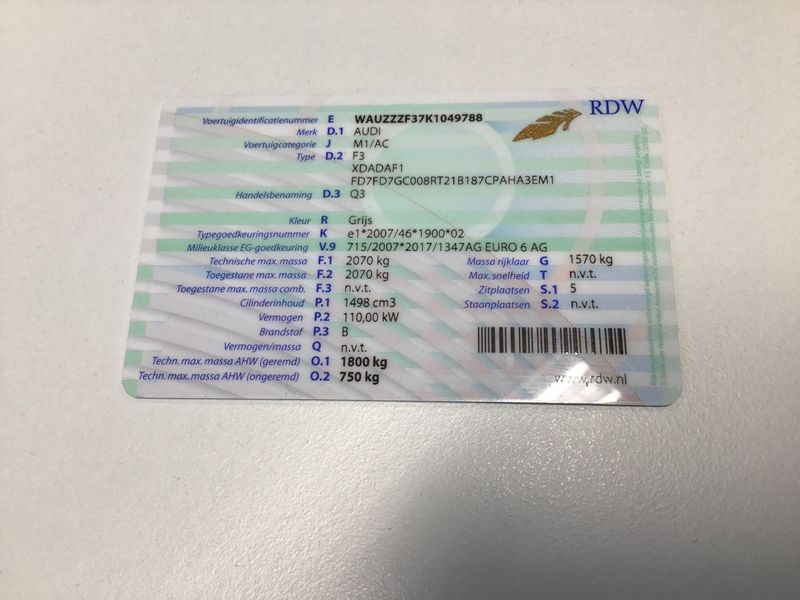 RDW
Voertuigidentificatienummer E WAUZZZF37K1049788
Merk D.1 AUDI
Voertuigcategorie J M1/AC
Type D.2 F3
XDADAF1
FD7FD7GC008RT21B187CPAHA3EM1
Handelsbenaming D.3 Q3
Kleur R Grijs
Typegoedkeuringsnummer K e1*2007/46*1900*02
Milieuklasse EG-goedkeuring V.9 715/2007*2017/1347AG EURO 6 AG
Technische max. massa F.1 2070 kg Massa rijklaar G 1570 kg
Toegestane max. massa F.2 2070 kg Max. snelheid T n.v.t.
Toegestane max. massa comb. F.3 n.v.t. Zitplaatsen S.1 5
Cilinderinhoud P.1 1498 cm3 Staanplaatsen S.2 n.v.t.
Vermogen P.2 110,00 kW
Brandstof P.3 B
Vermogen/massa Q n.v.t.
Techn. max. massa AHW (geremd) O.1 1800 kg
Techn. max. massa AHW (ongeremd) O.2 750 kg
www.rdw.nl